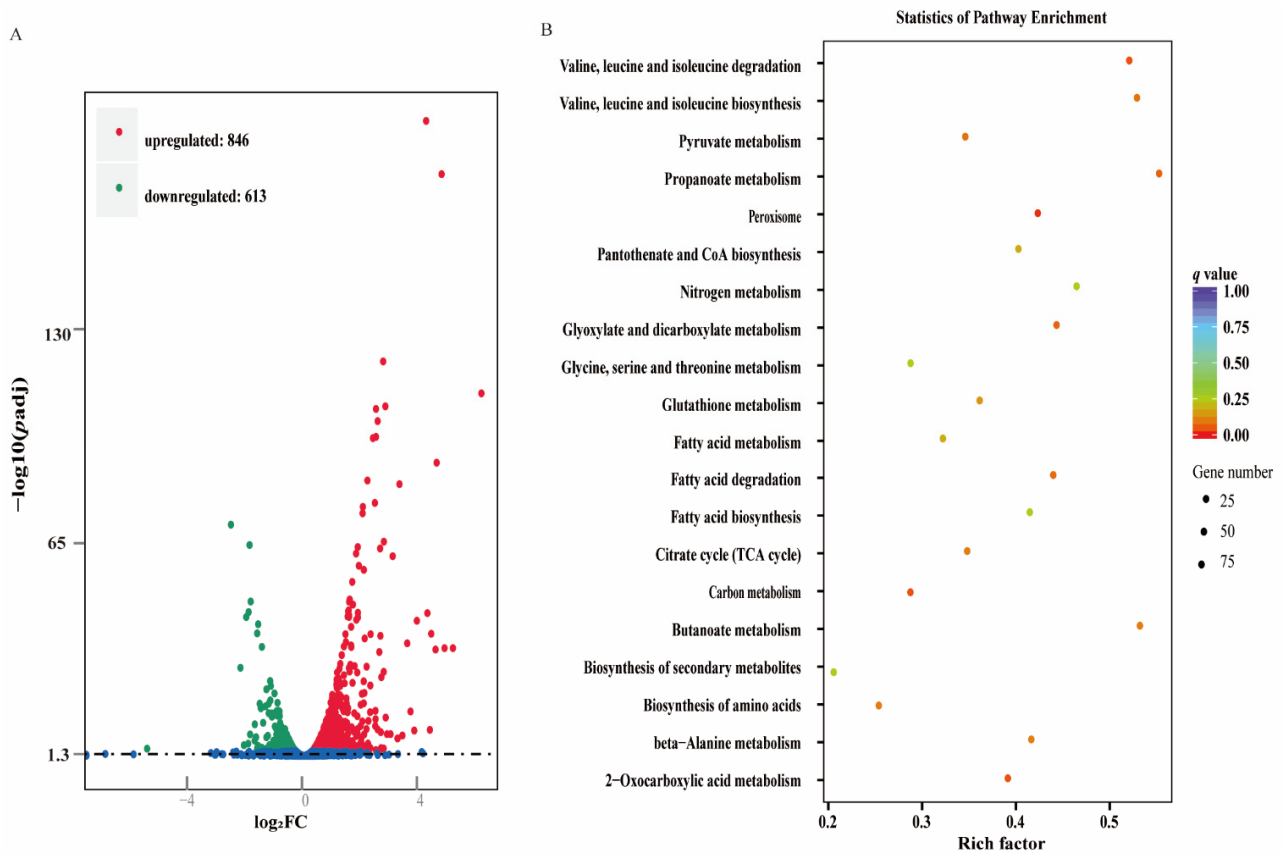 A
upregulated: 846
downregulated: 613
130
65
1.3
−4
0
4
−log10(padj)
log₂FC
B
Statistics of Pathway Enrichment
Valine, leucine and isoleucine degradation
Valine, leucine and isoleucine biosynthesis
Pyruvate metabolism
Propanoate metabolism
Peroxisome
Pantothenate and CoA biosynthesis
Nitrogen metabolism
Glyoxylate and dicarboxylate metabolism
Glycine, serine and threonine metabolism
Glutathione metabolism
Fatty acid metabolism
Fatty acid degradation
Fatty acid biosynthesis
Citrate cycle (TCA cycle)
Carbon metabolism
Butanoate metabolism
Biosynthesis of secondary metabolites
Biosynthesis of amino acids
beta−Alanine metabolism
2−Oxocarboxylic acid metabolism
0.2
0.3
0.4
0.5
Rich factor
q value
1.00
0.75
0.50
0.25
0.00
Gene number
25
50
75